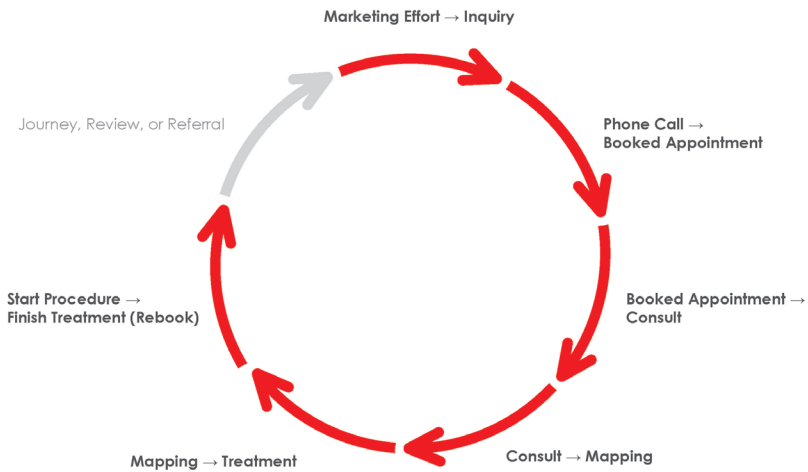 Marketing Effort → Inquiry
Phone Call →
Booked Appointment
Booked Appointment →
Consult
Consult → Mapping
Mapping → Treatment
Start Procedure →
Finish Treatment (Rebook)
Journey, Review, or Referral